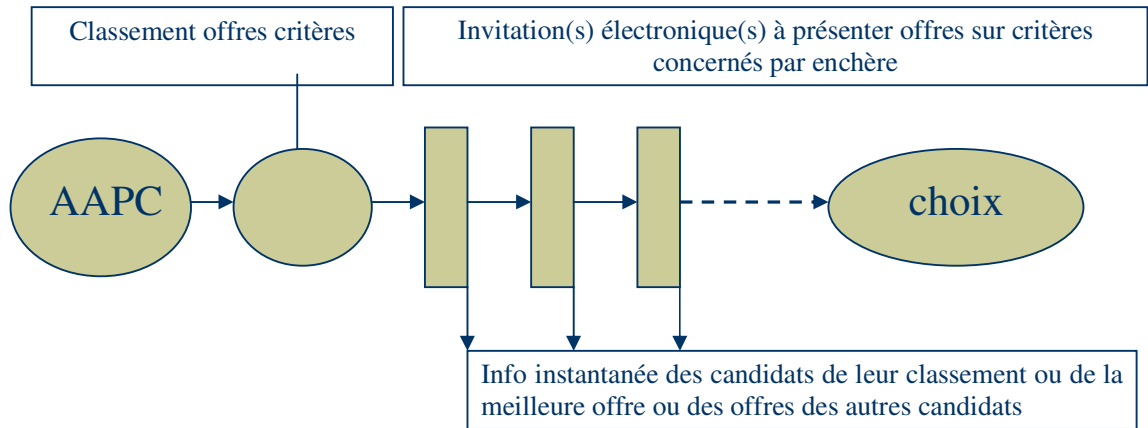 Classement offres critères
Invitation(s) électronique(s) à présenter offres sur critères
concernés par enchère
AAPC
choix
Info instantanée des candidats de leur classement ou de la
meilleure offre ou des offres des autres candidats